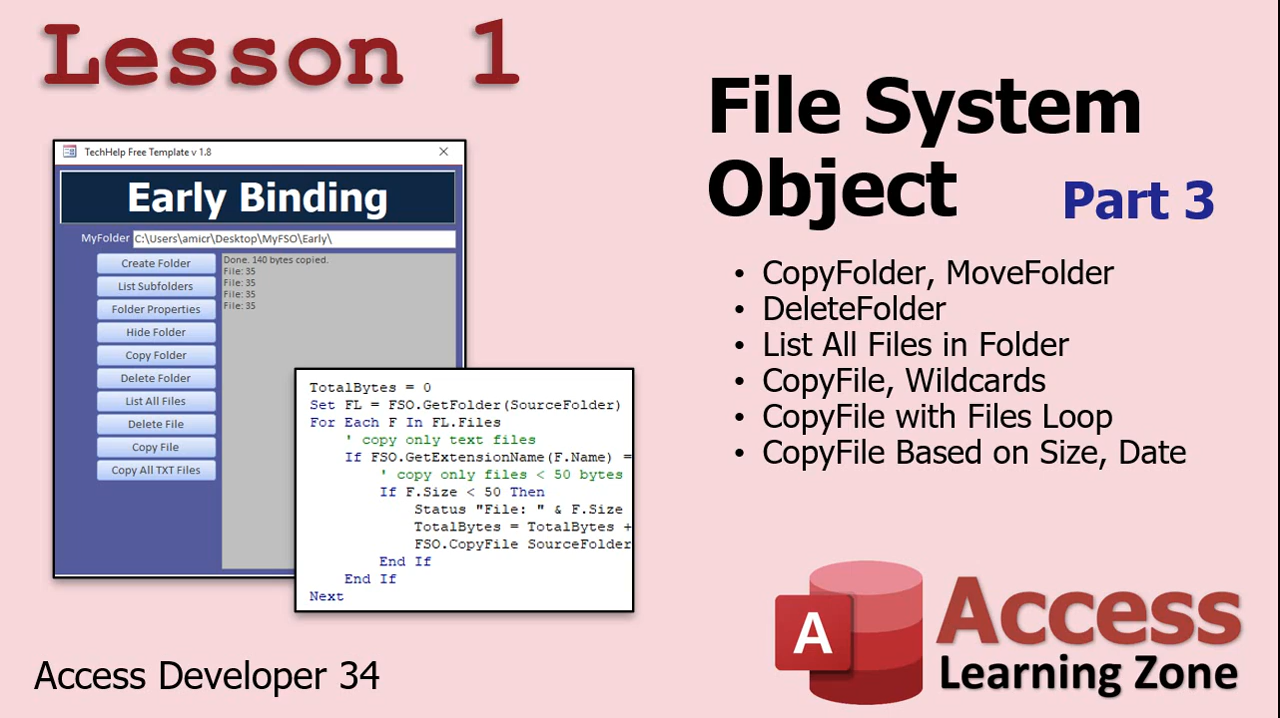 Lesson 1
TechHelp Free Template v 1.8
Early Binding
MyFolder C:\Users\amicr\Desktop\MyFSO\Early\
Create Folder
List Subfolders
Folder Properties
Hide Folder
Copy Folder
Delete Folder
List All Files
Delete File
Copy File
Copy All TXT Files
Done. 140 bytes copied.
File: 35
File: 35
File: 35
File: 35
TotalBytes = 0
Set FL = FSO.GetFolder(SourceFolder)
For Each F In FL.Files
' copy only text files
If FSO.GetExtensionName(F.Name) =
' copy only files < 50 bytes
If F.Size < 50 Then
Status "File: " & F.Size
TotalBytes = TotalBytes +
FSO.CopyFile SourceFolder
End If
End If
Next
Access Developer 34
File System
Object Part 3
• CopyFolder, MoveFolder
• DeleteFolder
• List All Files in Folder
• CopyFile, Wildcards
• CopyFile with Files Loop
• CopyFile Based on Size, Date
A
Access
Learning Zone